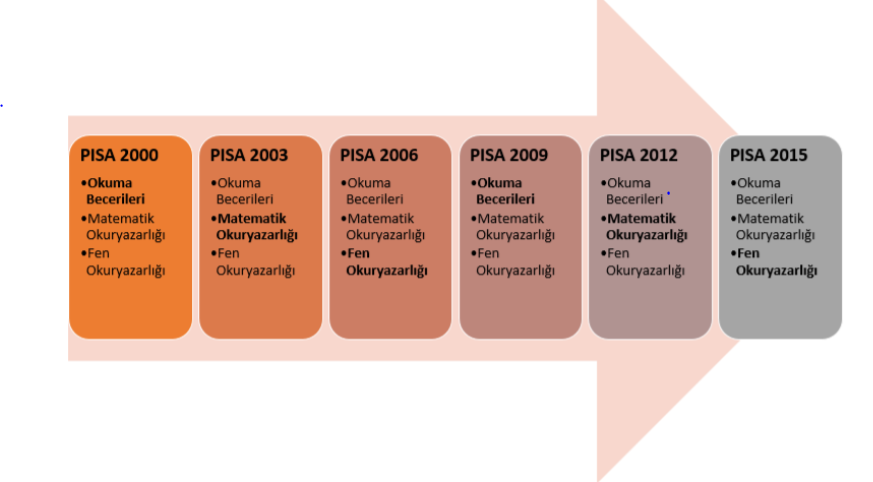 PISA 2000
•Okuma
Becerileri
•Matematik
Okuryazarlığı
•Fen
Okuryazarlığı
PISA 2003
•Okuma
Becerileri
•Matematik
Okuryazarlığı
•Fen
Okuryazarlığı
PISA 2006
•Okuma
Becerileri
•Matematik
Okuryazarlığı
•Fen
Okuryazarlığı
PISA 2009
•Okuma
Becerileri
•Matematik
Okuryazarlığı
•Fen
Okuryazarlığı
PISA 2012
•Okuma
Becerileri
•Matematik
Okuryazarlığı
•Fen
Okuryazarlığı
PISA 2015
•Okuma
Becerileri
•Matematik
Okuryazarlığı
•Fen
Okuryazarlığı